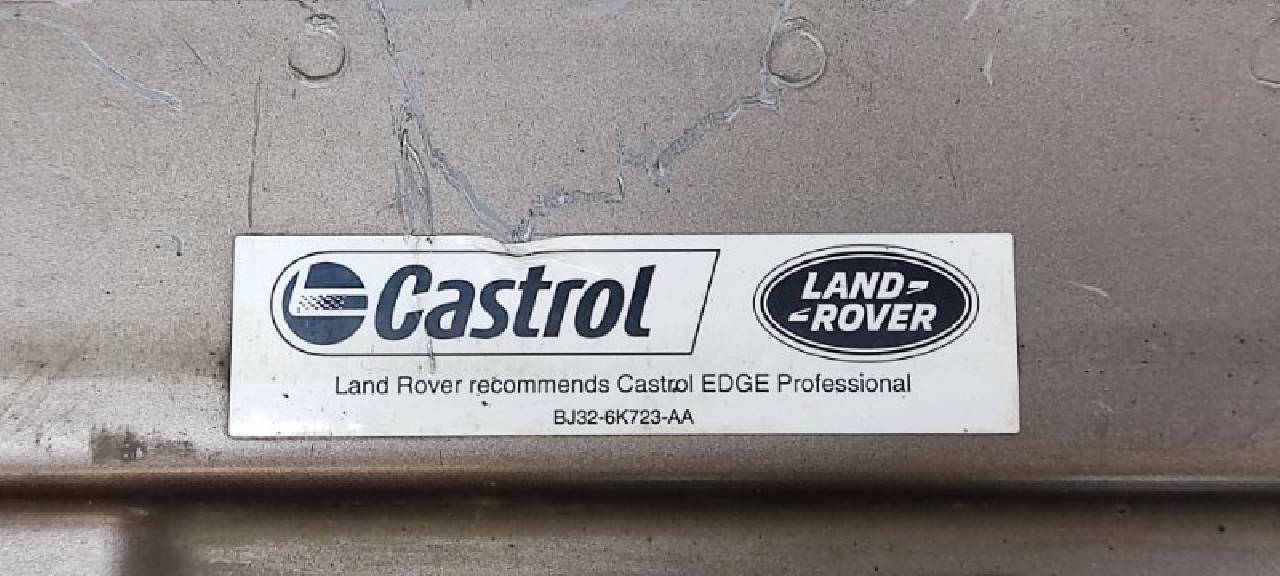 Castrol
LAND
ROVER
Land Rover recommends Castrol EDGE Professional
BJ32-6K723-AA